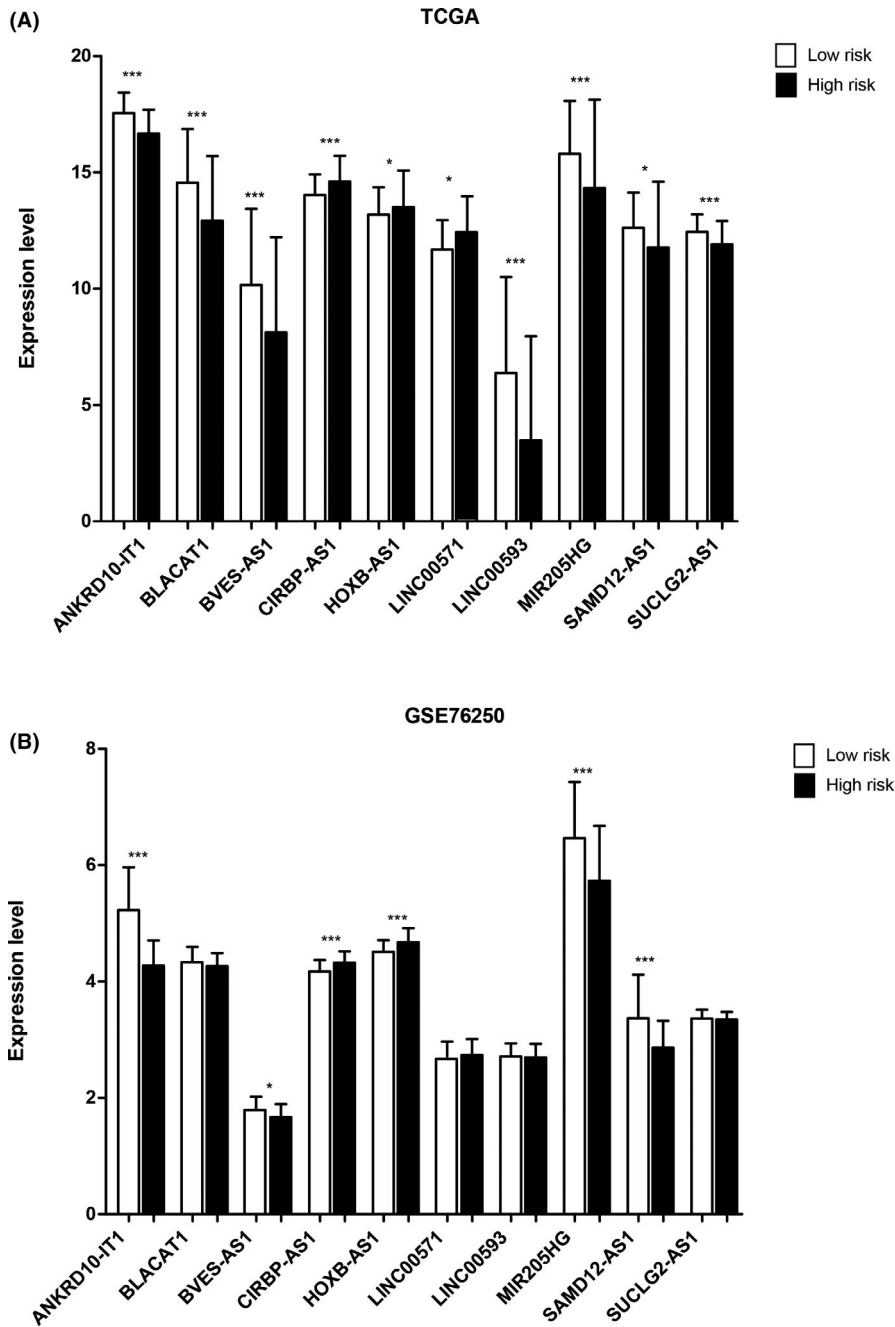 (A)
TCGA
Low risk
High risk
Expression level
20
15
10
5
0
***
***
***
***
*
*
***
***
*
***
ANKRD10-IT1
BLACAT1
BVES-AS1
CIRBP-AS1
HOXB-AS1
LINC00571
LINC00593
MIR205HG
SAMD12-AS1
SUCLG2-AS1
(B)
GSE76250
Low risk
High risk
Expression level
8
6
4
2
0
***
*
***
***
***
***
ANKRD10-IT1
BLACAT1
BVES-AS1
CIRBP-AS1
HOXB-AS1
LINC00571
LINC00593
MIR205HG
SAMD12-AS1
SUCLG2-AS1